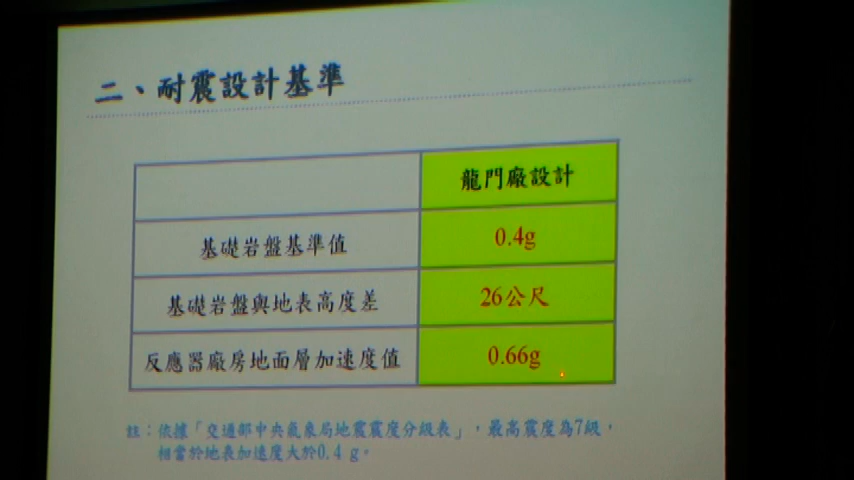 二、耐震設計基準
龍門廠設計
基礎岩盤基準值 0.4g
基礎岩盤與地表高度差 26公尺
反應器廠房地面層加速度值 0.66g
註：依據「交通部中央氣象局地震震度分級表」，最高震度為7級，
相當於地表加速度大於0.4 g。